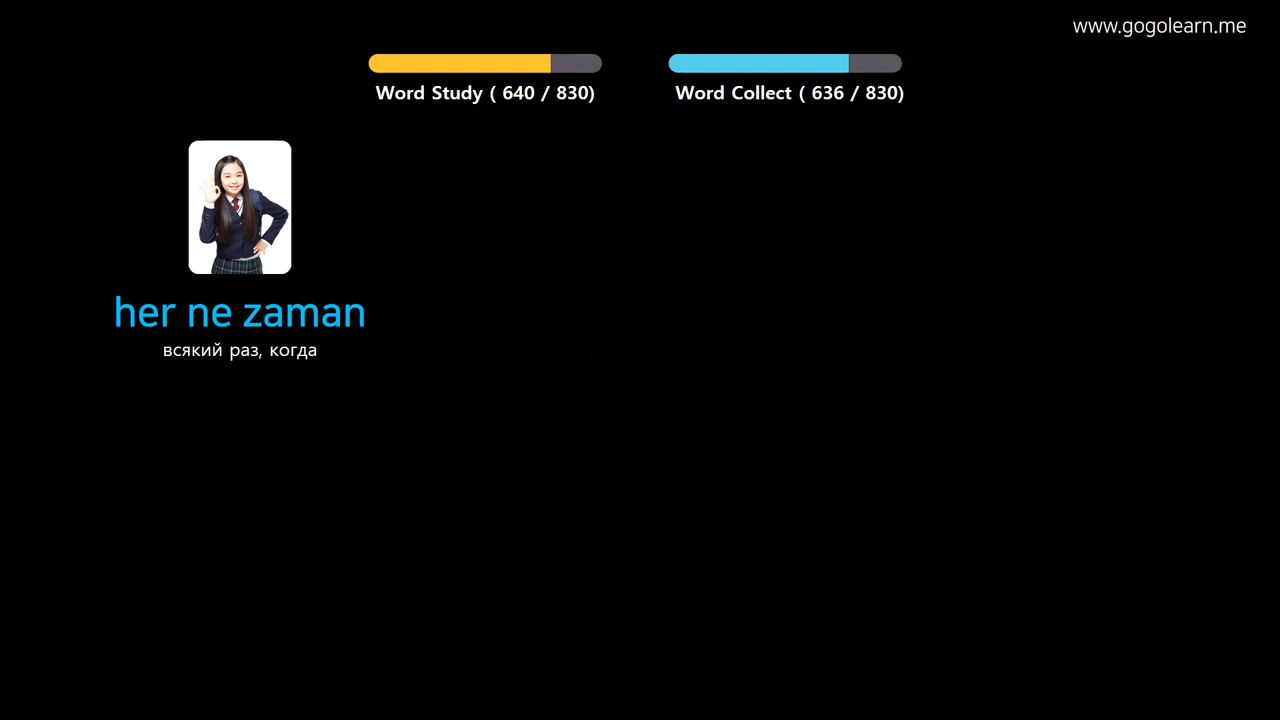 www.gogolearn.me
Word Study ( 640 / 830)
Word Collect ( 636 / 830)
her ne zaman
всякий раз, когда